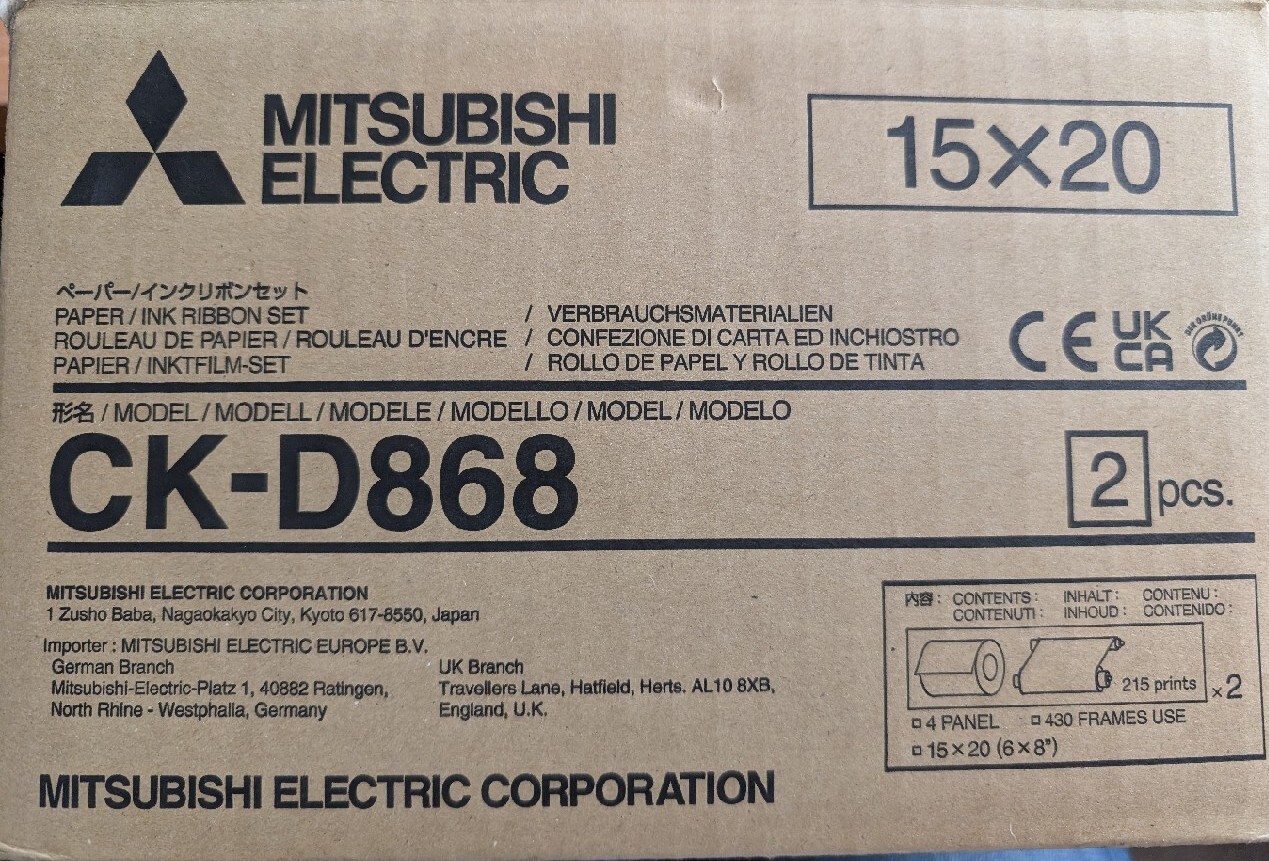 MITSUBISHI
ELECTRIC
15×20
ペーパー/インクリボンセット
PAPER / INK RIBBON SET / VERBRAUCHSMATERIALIEN
ROULEAU DE PAPIER / ROULEAU D'ENCRE / CONFEZIONE DI CARTA ED INCHIOSTRO
PAPIER / INKTFILM-SET / ROLLO DE PAPEL Y ROLLO DE TINTA
CE UK CA DER GRÜNE PUNKT
形名 / MODEL / MODELL / MODELE / MODELLO / MODEL / MODELO
CK-D868
2 pcs.
MITSUBISHI ELECTRIC CORPORATION
1 Zusho Baba, Nagaokakyo City, Kyoto 617-8550, Japan
Importer : MITSUBISHI ELECTRIC EUROPE B.V.
German Branch
Mitsubishi-Electric-Platz 1, 40882 Ratingen,
North Rhine - Westphalia, Germany
UK Branch
Travellers Lane, Hatfield, Herts. AL10 8XB,
England, U.K.
内容 : CONTENTS : INHALT : CONTENU :
CONTENUTI : INHOUD : CONTENIDO :
215 prints ×2
4 PANEL 430 FRAMES USE
15×20 (6×8")
MITSUBISHI ELECTRIC CORPORATION